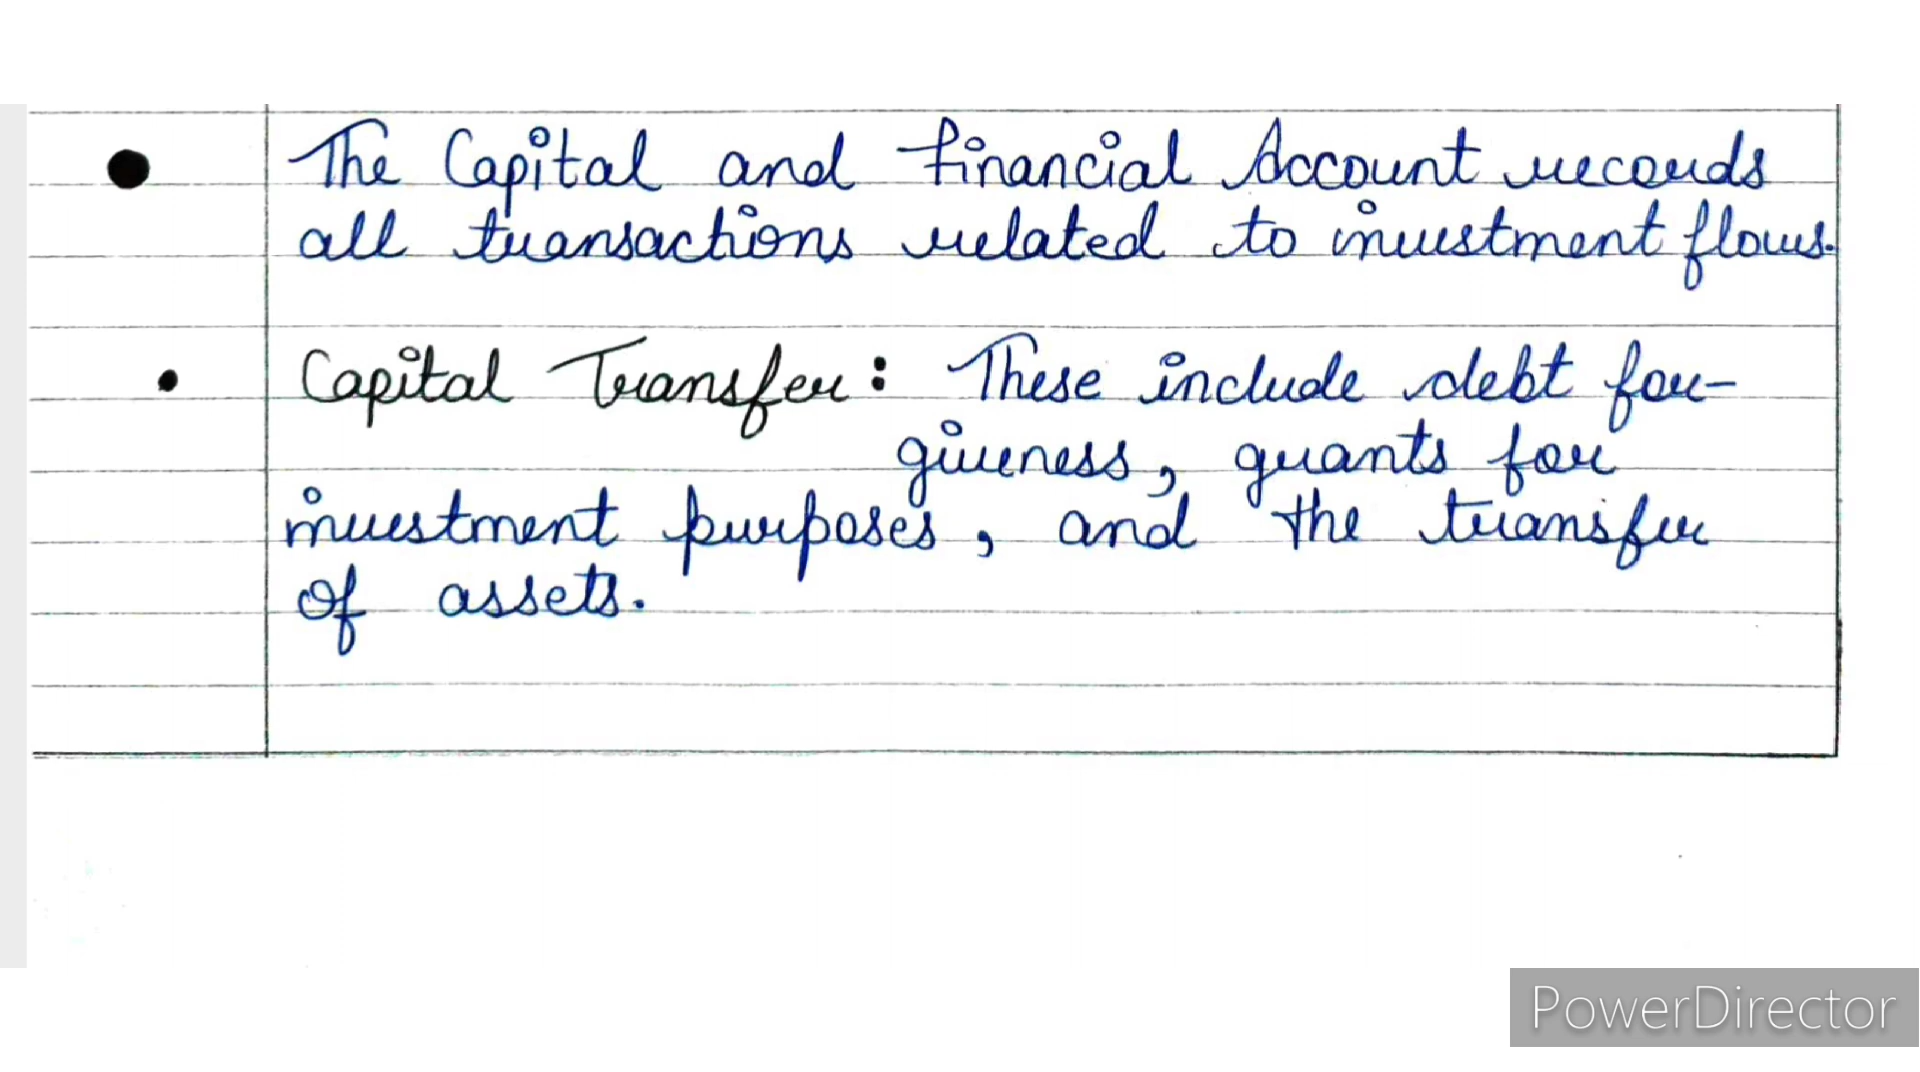 The Capital and Financial Account records
all transactions related to investment flows.
Capital Transfer: These include debt for-
giveness, grants for
investment purposes, and the transfer
of assets.
PowerDirector